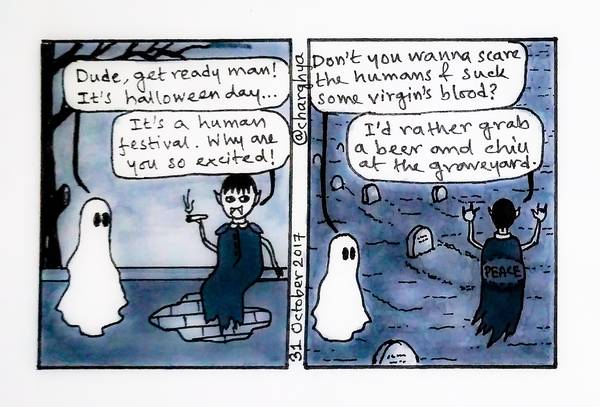 Dude, get ready man!
It's halloween day...
It's a human
festival. Why are
you so excited!
@charghya
31 October 2017
Don't you wanna scare
the humans & suck
some virgin's blood?
I'd rather grab
a beer and chill
at the graveyard.
PEACE